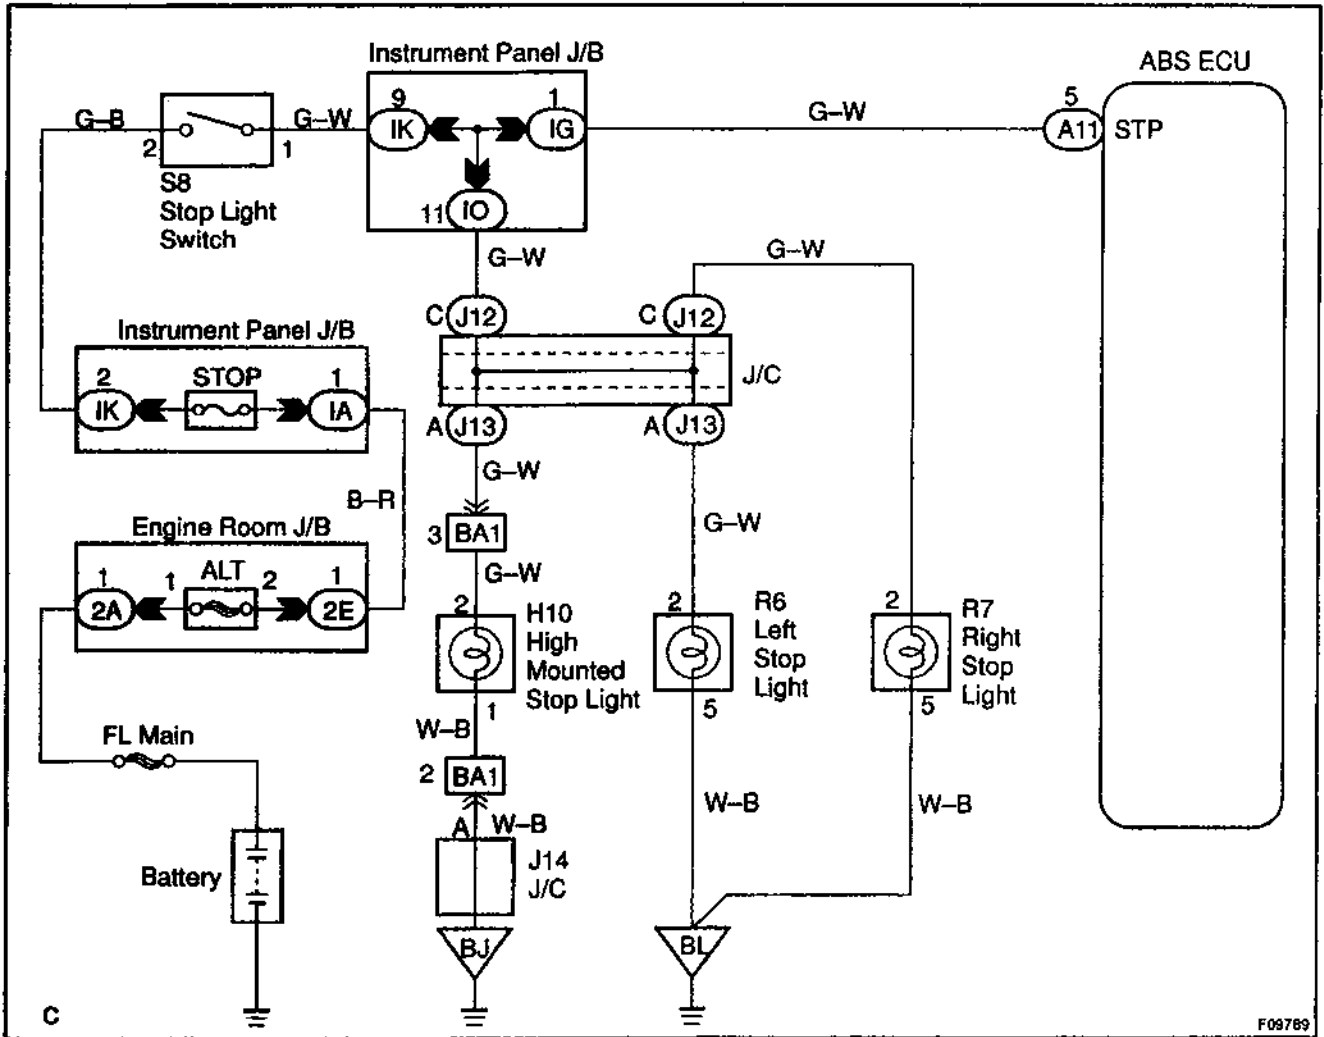 Instrument Panel J/B
ABS ECU
G–B
2
1
G–W
9
IK
1
IG
G–W
5
A11
STP
S8
Stop Light
Switch
11
IO
G–W
G–W
C
J12
C
J12
J/C
Instrument Panel J/B
2
IK
STOP
1
IA
A
J13
A
J13
G–W
B–R
3
BA1
G–W
G–W
Engine Room J/B
1
2A
1
ALT
2
1
2E
2
H10
High
Mounted
Stop Light
1
2
R6
Left
Stop
Light
5
2
R7
Right
Stop
Light
5
W–B
FL Main
2
BA1
W–B
W–B
A
W–B
J14
J/C
Battery
BJ
BL
C
F09789